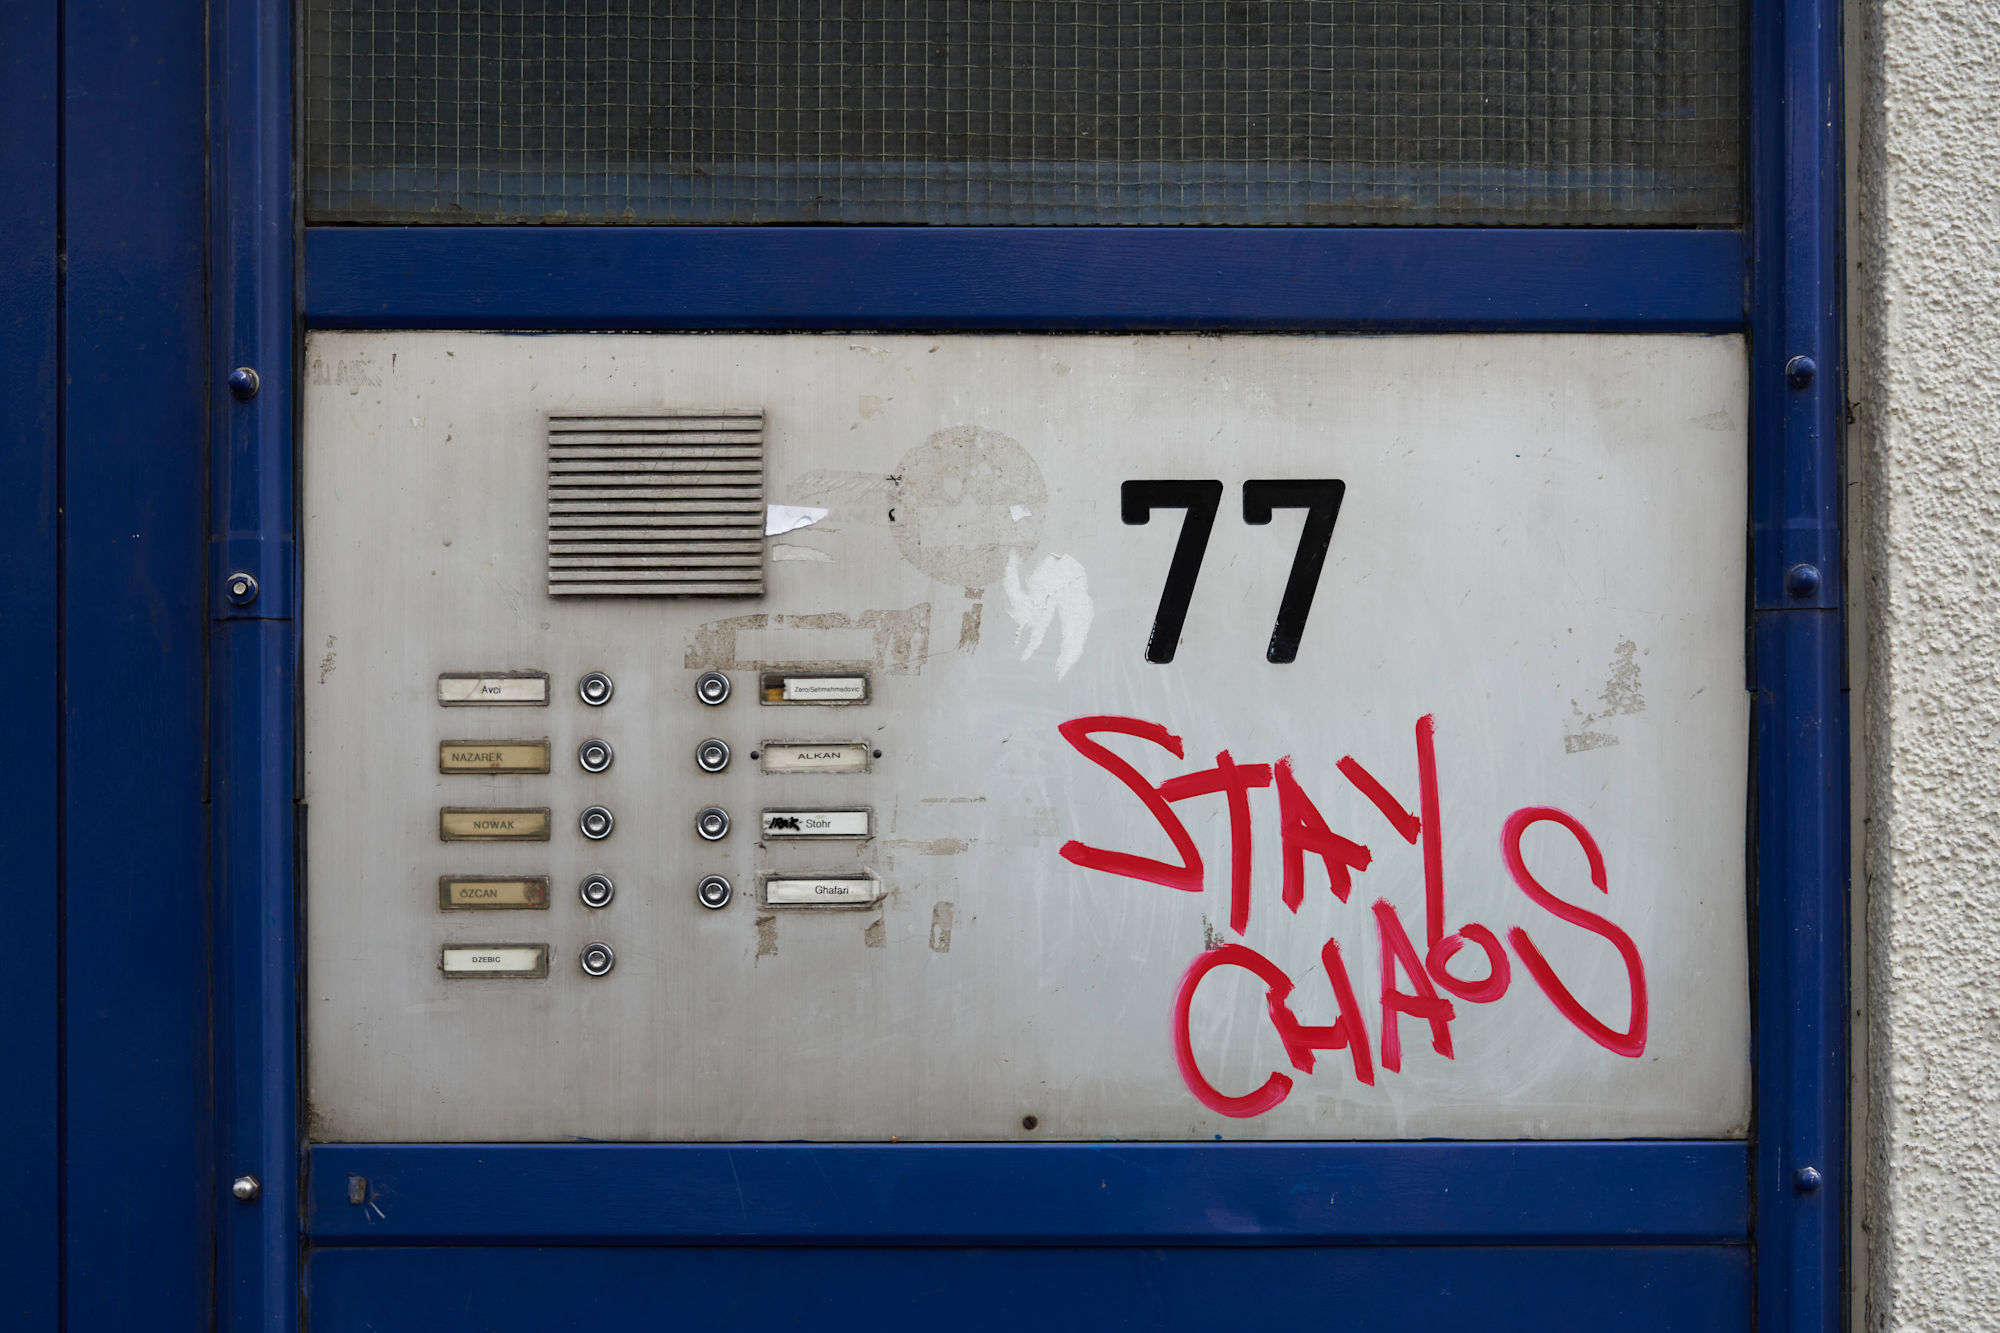 77
Avci
Zero/Sehmehmedovic
NAZAREK
ALKAN
NOWAK
Stohr
ÖZCAN
Ghafari
DZEBIC
STAY
CHAOS